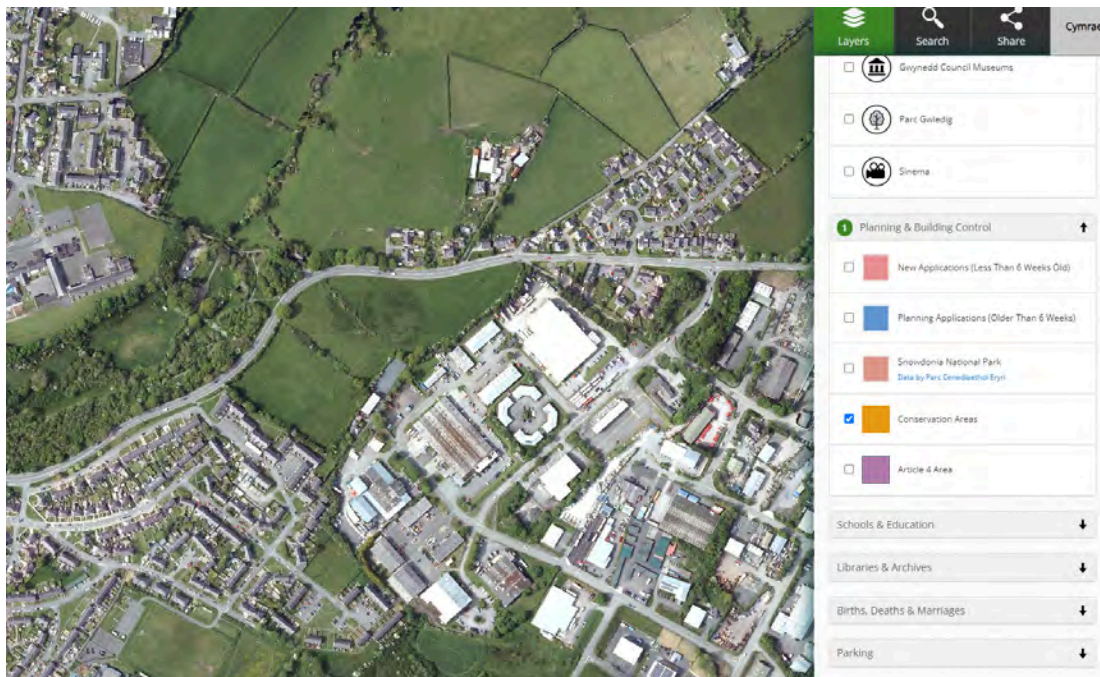 Layers
Search
Share
Cymrae
Gwynedd Council Museums
Parc Gwledig
Sinema
1 Planning & Building Control
New Applications (Less Than 6 Weeks Old)
Planning Applications (Older Than 6 Weeks)
Snowdonia National Park
Data by Parc Cenedlaethol Eryri
Conservation Areas
Article 4 Area
Schools & Education
Libraries & Archives
Births, Deaths & Marriages
Parking